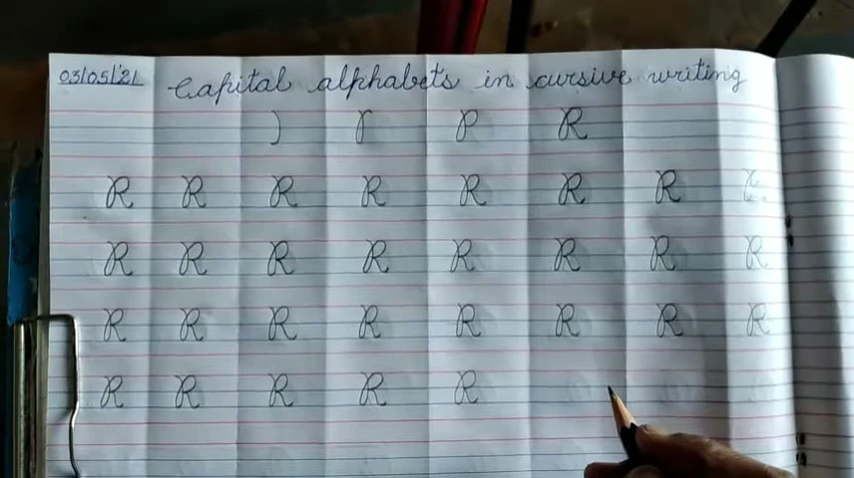 03/05/21 Capital alphabets in cursive writing
R
R R R R R R R
R R R R R R R R
R R R R R R R R
R R R R R